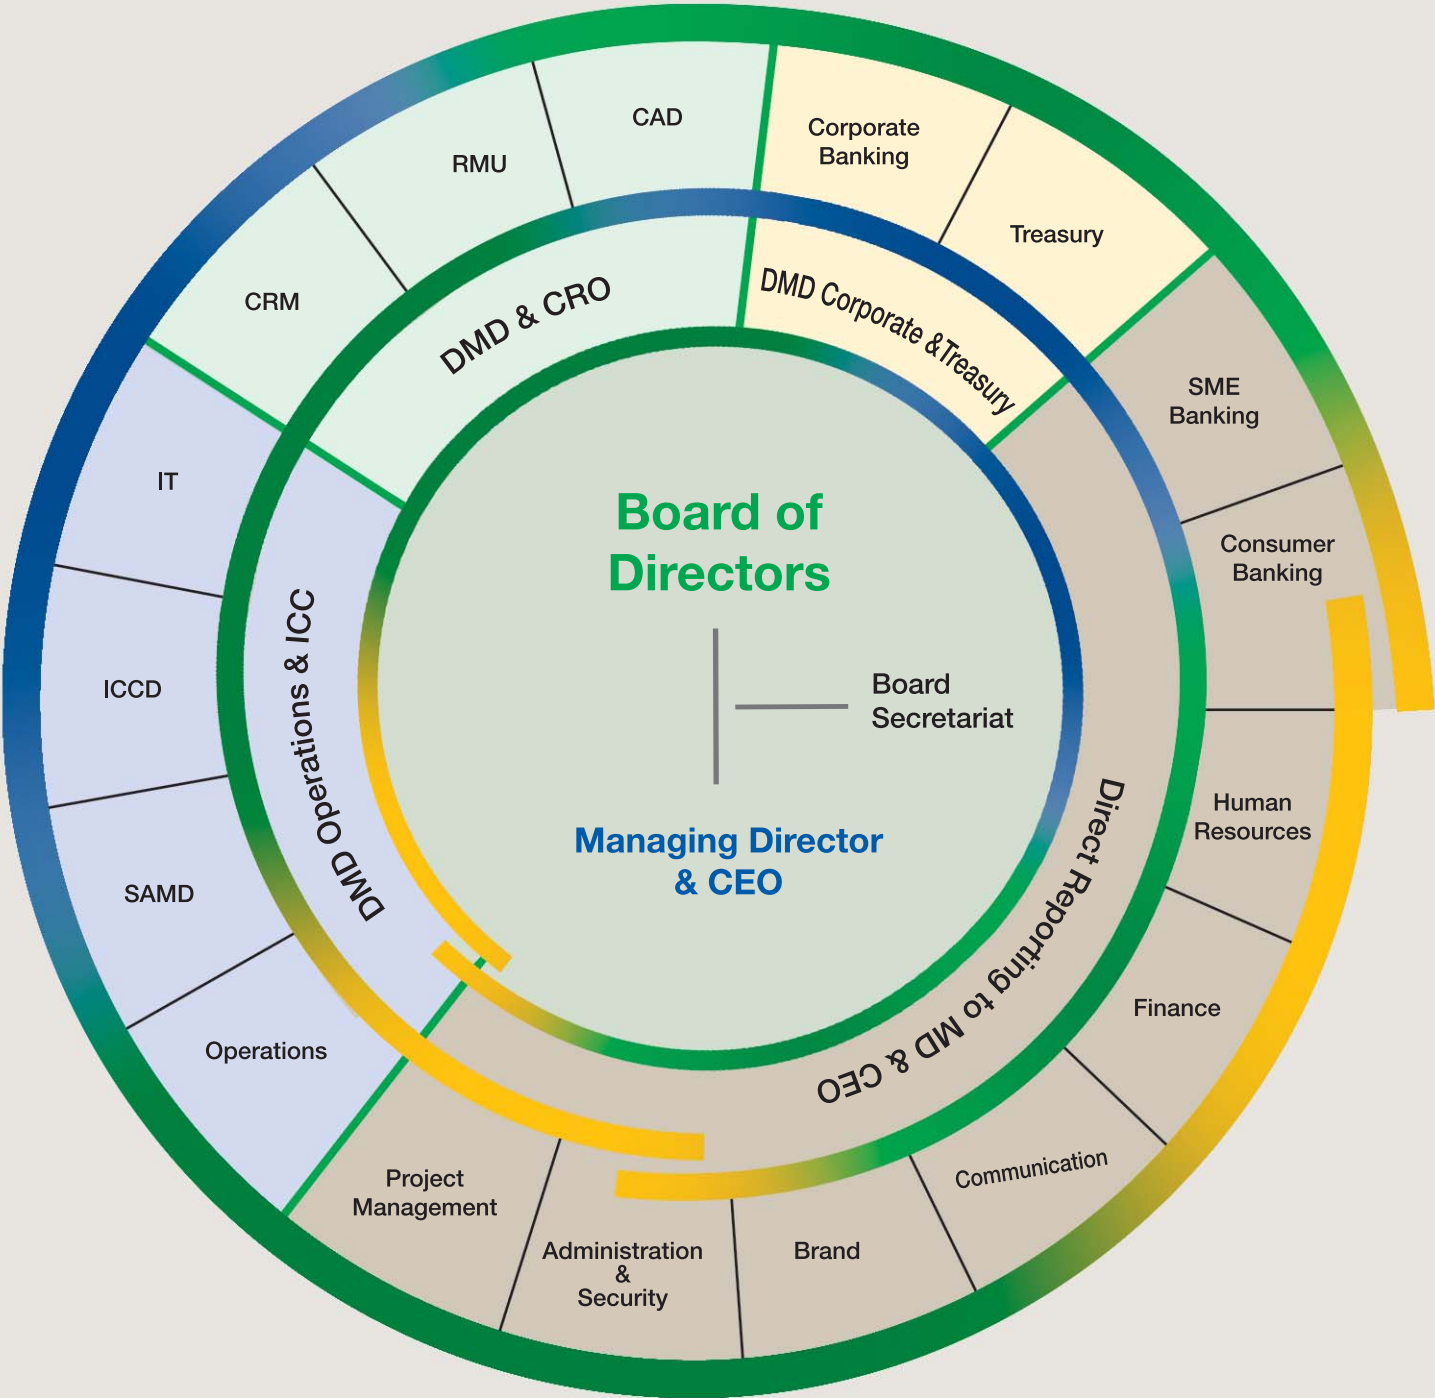 CAD
RMU
CRM
Corporate
Banking
Treasury
DMD & CRO
DMD Corporate &Treasury
SME
Banking
Consumer
Banking
IT
ICCD
SAMD
Operations
DMD Operations & ICC
Board of
Directors
Board
Secretariat
Managing Director
& CEO
Direct Reporting to MD & CEO
Human
Resources
Finance
Communication
Brand
Administration
&
Security
Project
Management